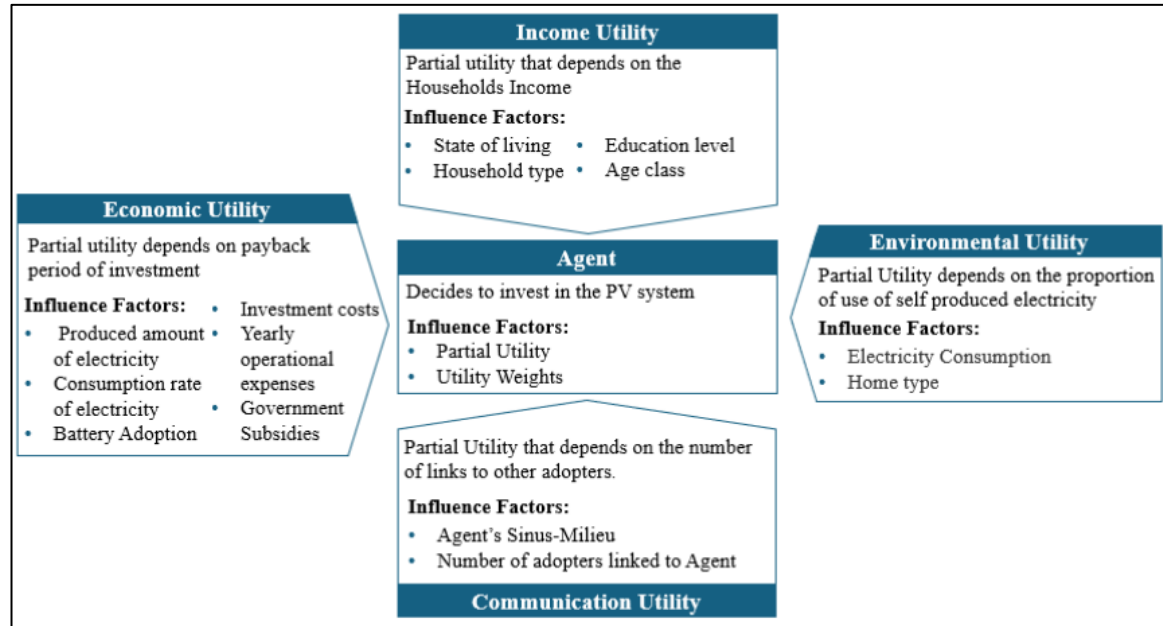 Income Utility
Partial utility that depends on the
Households Income
Influence Factors:
• State of living • Education level
• Household type • Age class
Economic Utility
Partial utility depends on payback
period of investment
Influence Factors:
• Produced amount
of electricity
• Consumption rate
of electricity
• Battery Adoption
• Investment costs
• Yearly
operational
expenses
• Government
Subsidies
Agent
Decides to invest in the PV system
Influence Factors:
• Partial Utility
• Utility Weights
Environmental Utility
Partial Utility depends on the proportion
of use of self produced electricity
Influence Factors:
• Electricity Consumption
• Home type
Partial Utility that depends on the number
of links to other adopters.
Influence Factors:
• Agent’s Sinus-Milieu
• Number of adopters linked to Agent
Communication Utility